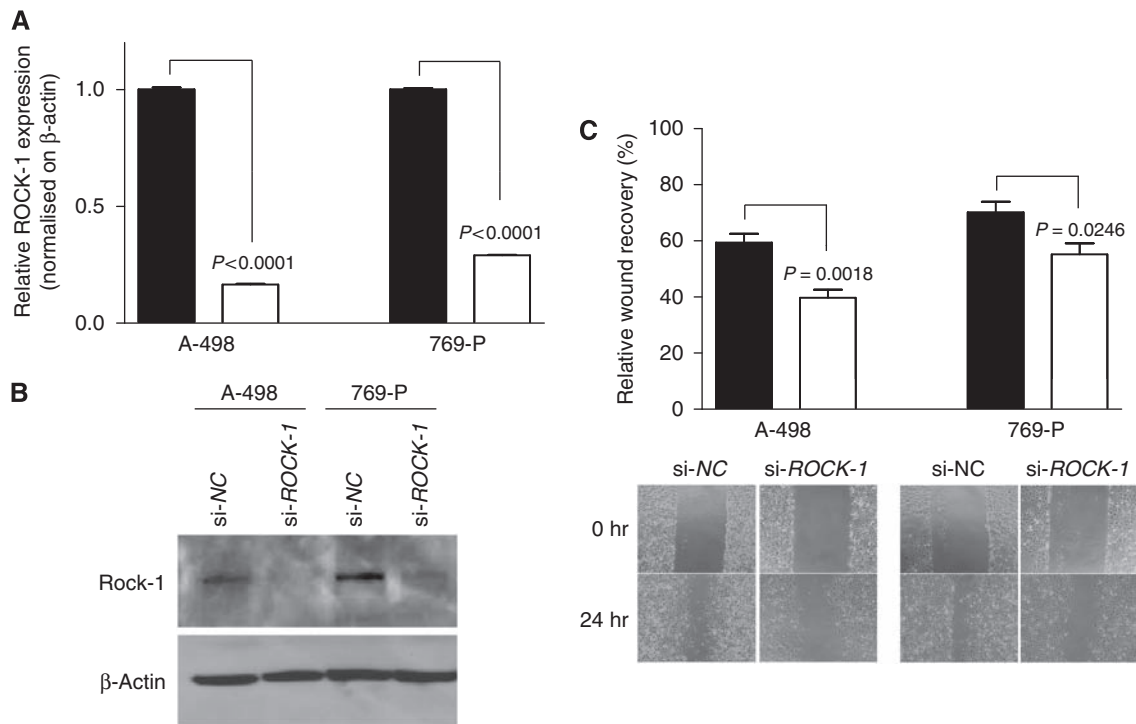 A
Relative ROCK-1 expression
(normalised on β-actin)
1.0
0.5
0.0
P<0.0001
P<0.0001
A-498
769-P
B
A-498
769-P
si-NC
si-ROCK-1
si-NC
si-ROCK-1
Rock-1
β-Actin
C
Relative wound recovery (%)
100
80
60
40
20
0
P = 0.0018
P = 0.0246
A-498
769-P
si-NC
si-ROCK-1
si-NC
si-ROCK-1
0 hr
24 hr